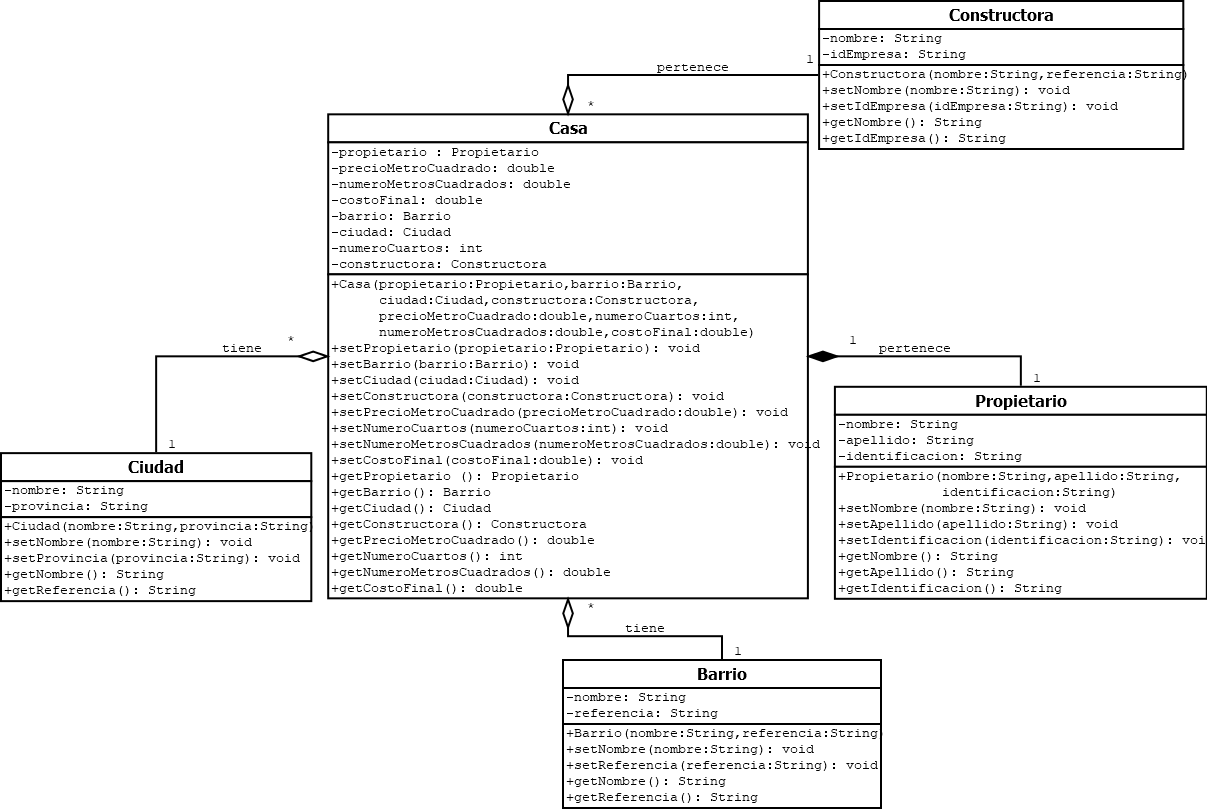 Constructora
-nombre: String
-idEmpresa: String
+Constructora(nombre:String,referencia:String)
+setNombre(nombre:String): void
+setIdEmpresa(idEmpresa:String): void
+getNombre(): String
+getIdEmpresa(): String
1
pertenece
*
Casa
-propietario : Propietario
-precioMetroCuadrado: double
-numeroMetrosCuadrados: double
-costoFinal: double
-barrio: Barrio
-ciudad: Ciudad
-numeroCuartos: int
-constructora: Constructora
+Casa(propietario:Propietario,barrio:Barrio,
ciudad:Ciudad,constructora:Constructora,
precioMetroCuadrado:double,numeroCuartos:int,
numeroMetrosCuadrados:double,costoFinal:double)
+setPropietario(propietario:Propietario): void
+setBarrio(barrio:Barrio): void
+setCiudad(ciudad:Ciudad): void
+setConstructora(constructora:Constructora): void
+setPrecioMetroCuadrado(precioMetroCuadrado:double): void
+setNumeroCuartos(numeroCuartos:int): void
+setNumeroMetrosCuadrados(numeroMetrosCuadrados:double): void
+setCostoFinal(costoFinal:double): void
+getPropietario (): Propietario
+getBarrio(): Barrio
+getCiudad(): Ciudad
+getConstructora(): Constructora
+getPrecioMetroCuadrado(): double
+getNumeroCuartos(): int
+getNumeroMetrosCuadrados(): double
+getCostoFinal(): double
*
tiene
1
Ciudad
-nombre: String
-provincia: String
+Ciudad(nombre:String,provincia:String)
+setNombre(nombre:String): void
+setProvincia(provincia:String): void
+getNombre(): String
+getReferencia(): String
1
pertenece
1
Propietario
-nombre: String
-apellido: String
-identificacion: String
+Propietario(nombre:String,apellido:String,
identificacion:String)
+setNombre(nombre:String): void
+setApellido(apellido:String): void
+setIdentificacion(identificacion:String): voi
+getNombre(): String
+getApellido(): String
+getIdentificacion(): String
*
tiene
1
Barrio
-nombre: String
-referencia: String
+Barrio(nombre:String,referencia:String)
+setNombre(nombre:String): void
+setReferencia(referencia:String): void
+getNombre(): String
+getReferencia(): String